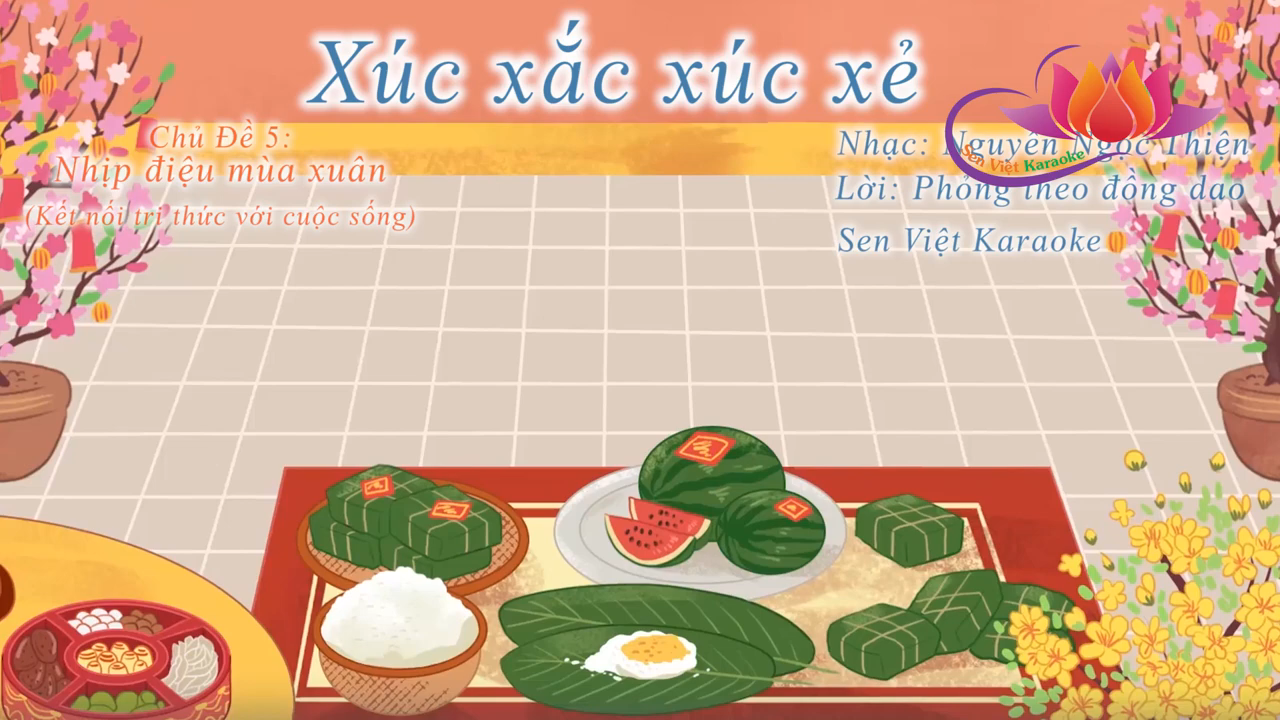 Xúc xắc xúc xẻ
Chủ Đề 5:
Nhịp điệu mùa xuân
(Kết nối tri thức với cuộc sống)
Nhạc: Nguyễn Ngọc Thiện
Sen Việt Karaoke
Lời: Phỏng theo đồng dao
Sen Việt Karaoke